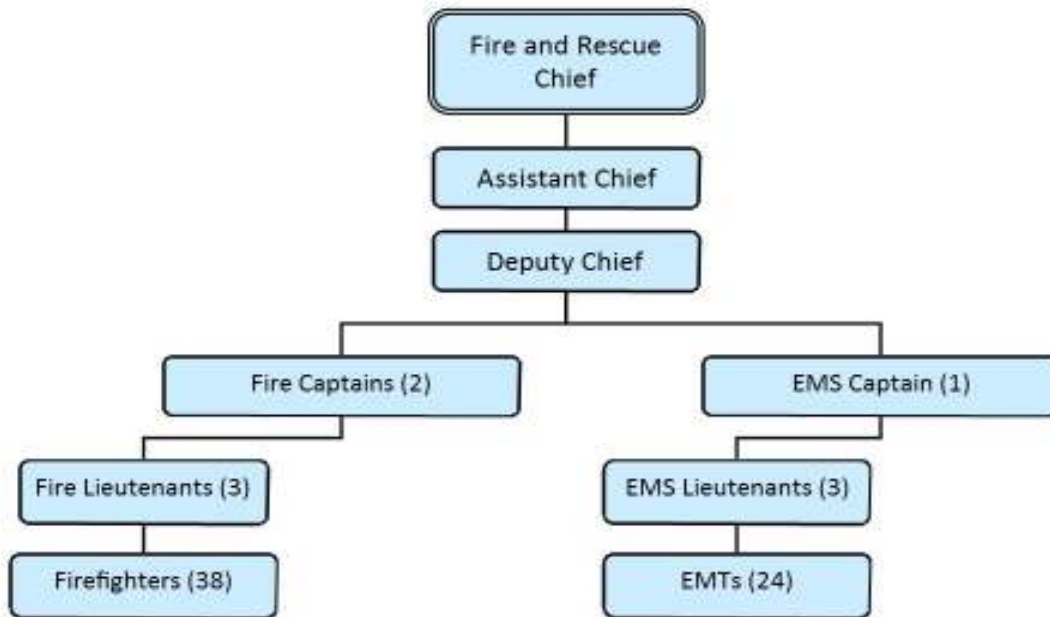 Fire and Rescue
Chief
Assistant Chief
Deputy Chief
Fire Captains (2)
EMS Captain (1)
Fire Lieutenants (3)
EMS Lieutenants (3)
Firefighters (38)
EMTs (24)